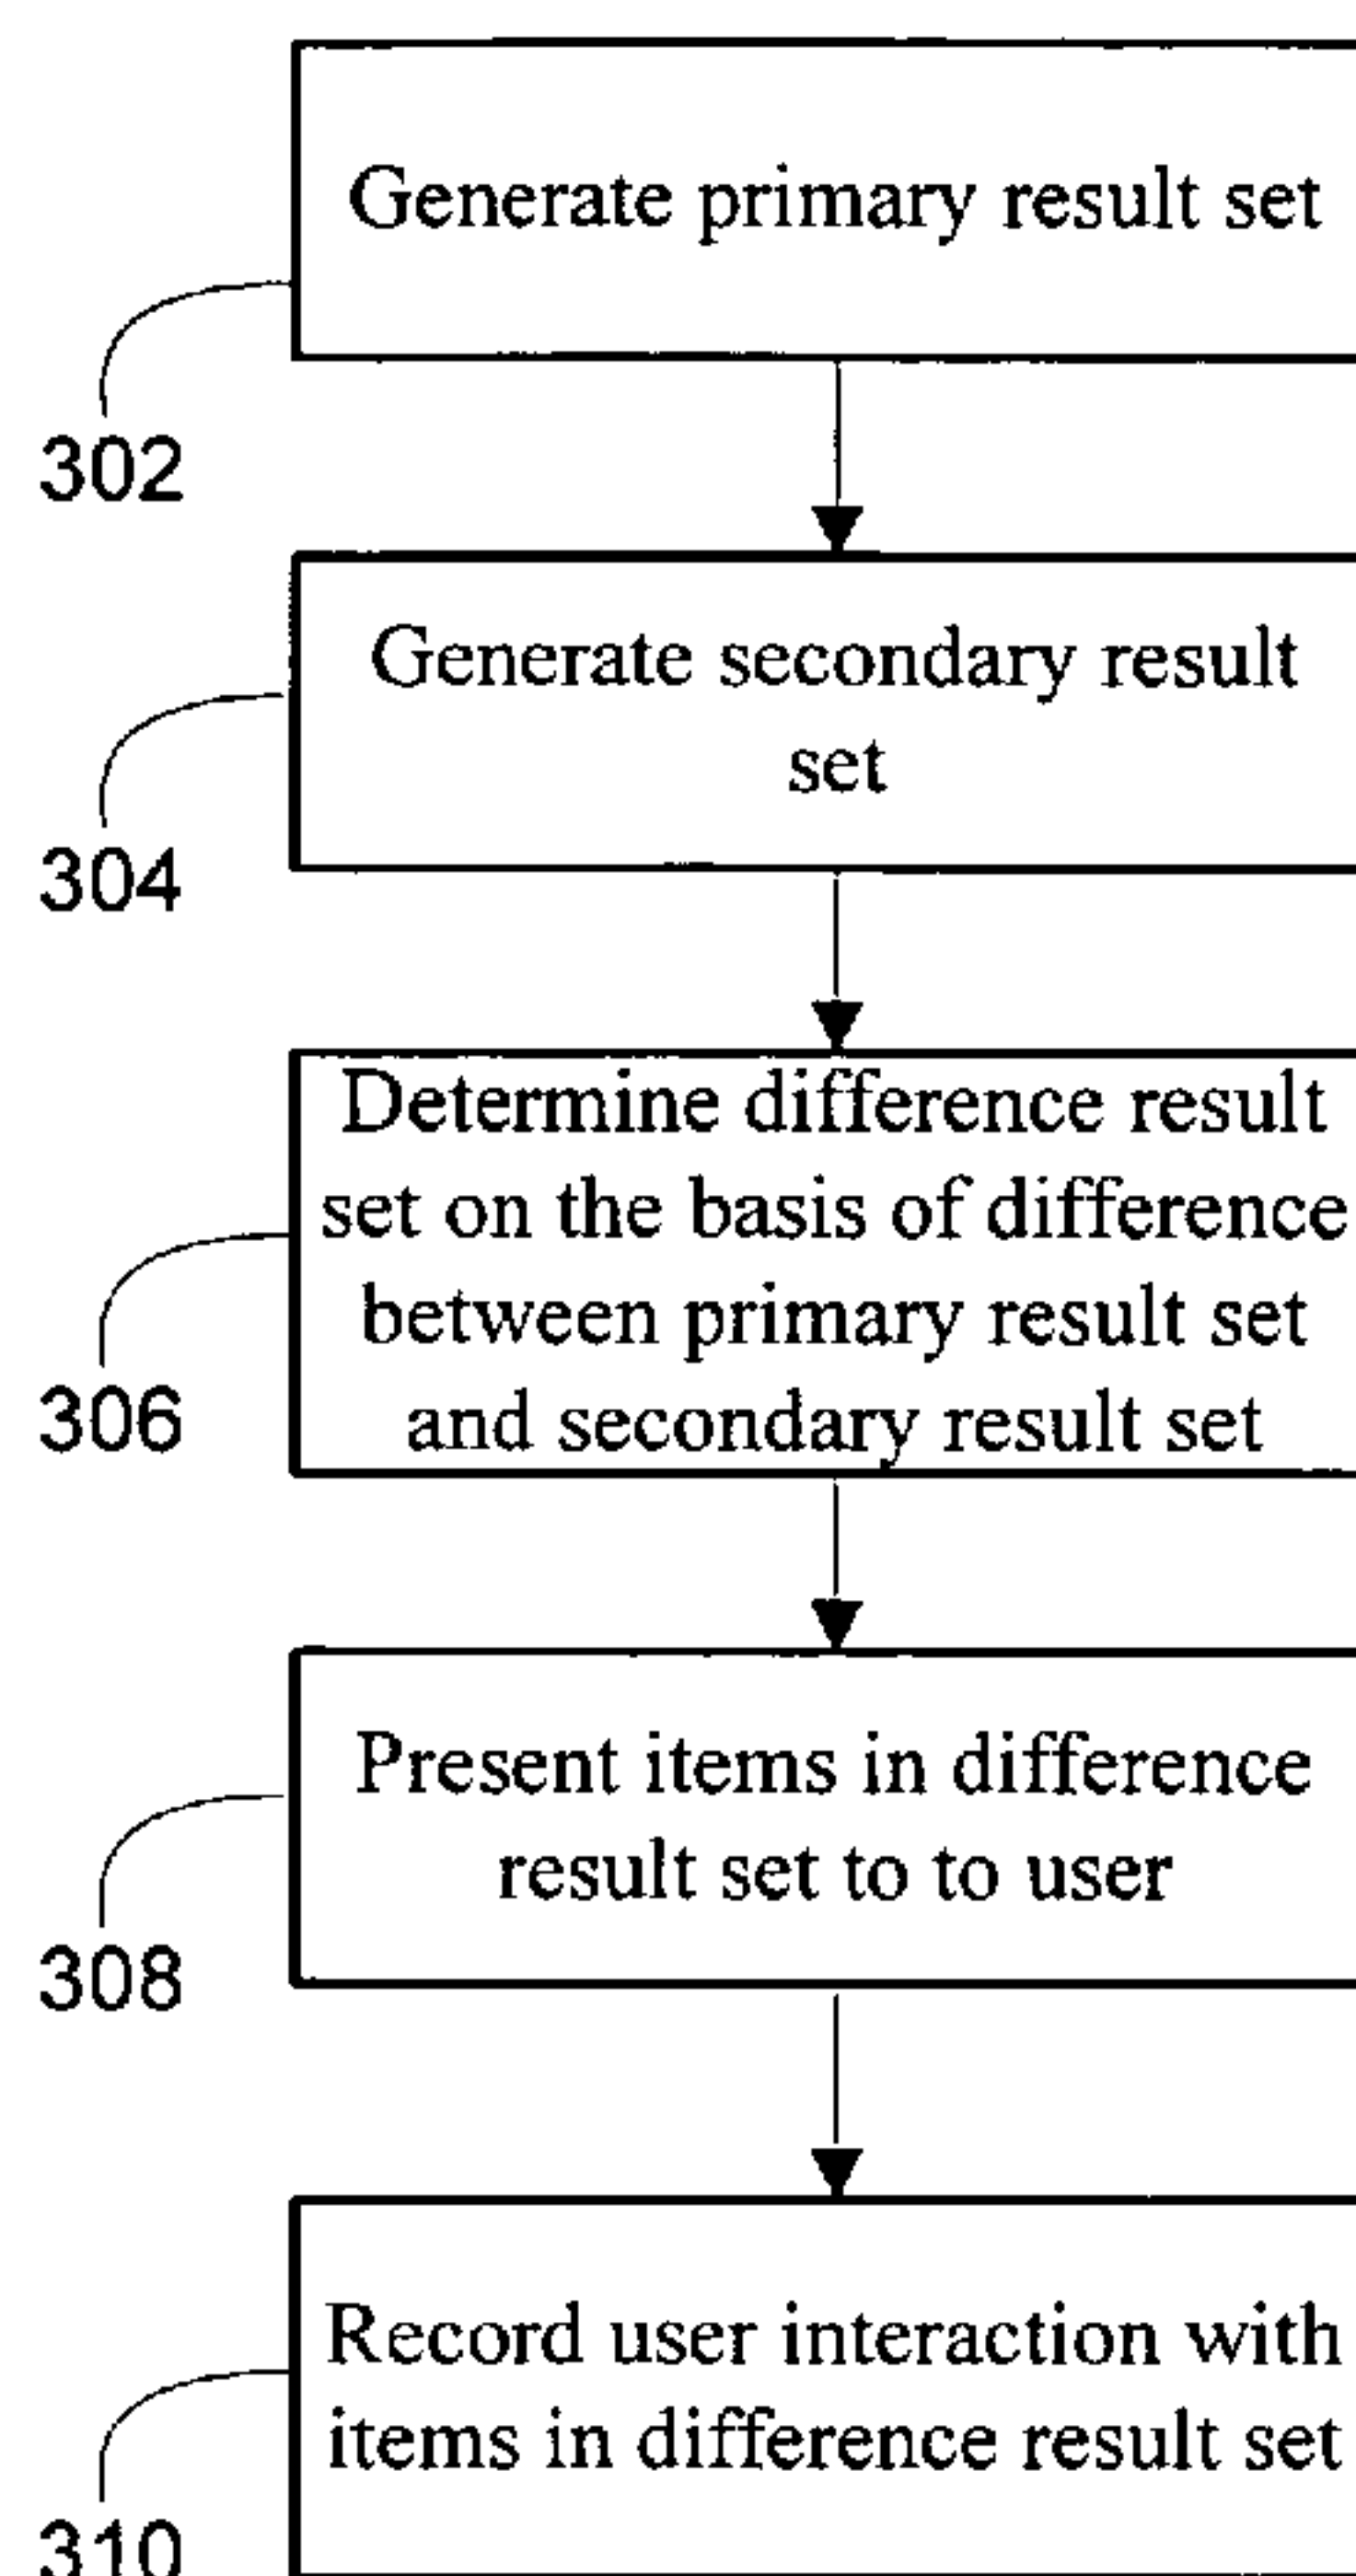 Generate primary result set
302
Generate secondary result
set
304
Determine difference result
set on the basis of difference
between primary result set
and secondary result set
306
Present items in difference
result set to to user
308
Record user interaction with
items in difference result set
310